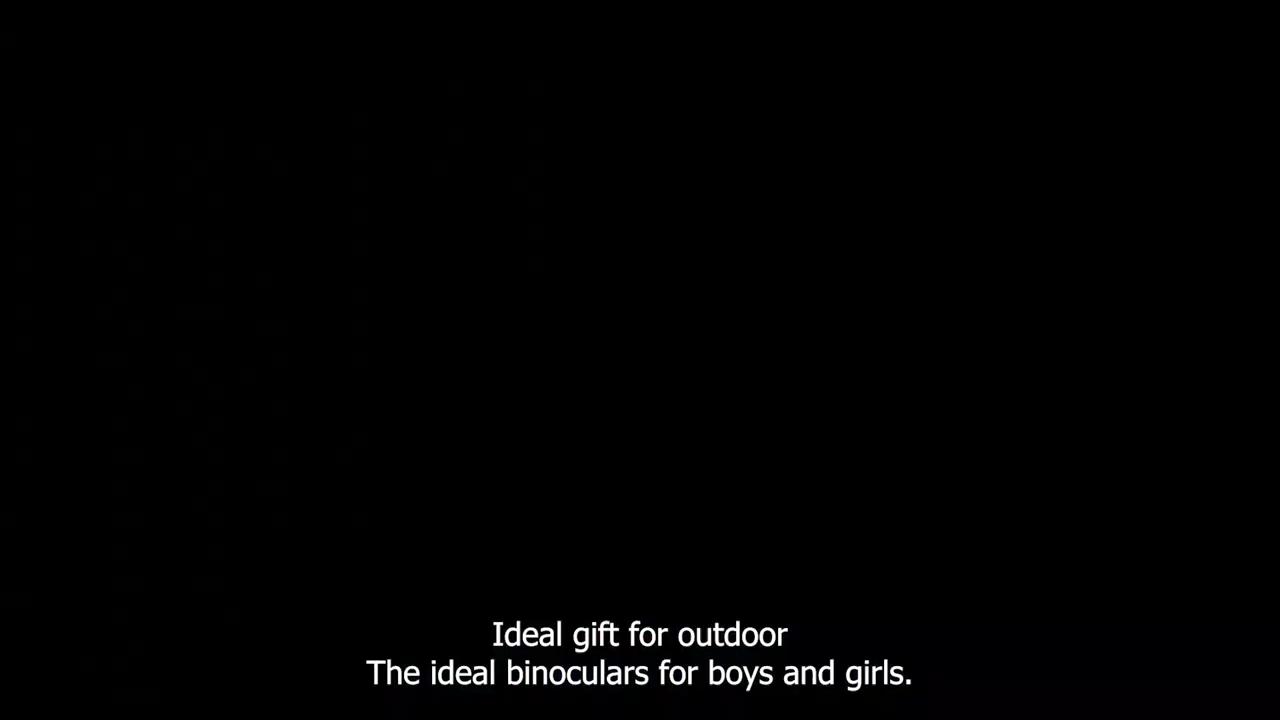 Ideal gift for outdoor
The ideal binoculars for boys and girls.